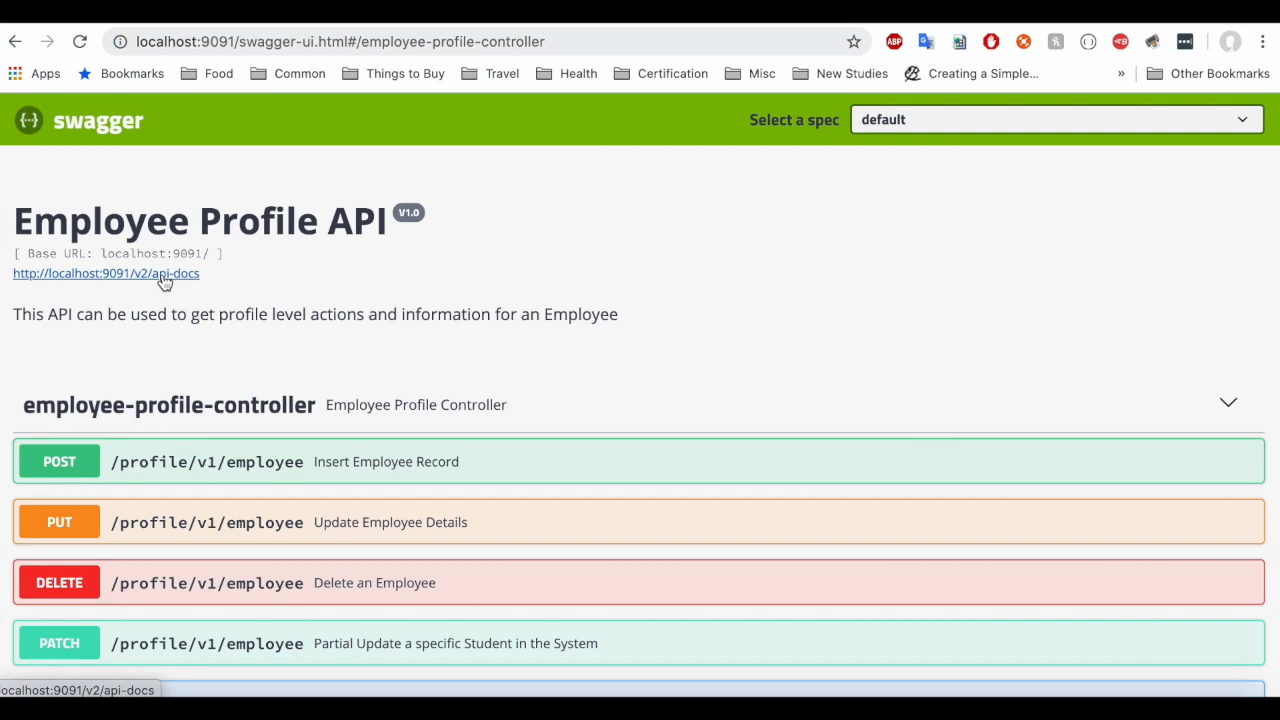 localhost:9091/swagger-ui.html#/employee-profile-controller
ABP
Apps Bookmarks Food Common Things to Buy Travel Health Certification Misc New Studies Creating a Simple... » Other Bookmarks
{···} swagger Select a spec default
Employee Profile API V1.0
[ Base URL: localhost:9091/ ]
http://localhost:9091/v2/api-docs
This API can be used to get profile level actions and information for an Employee
employee-profile-controller Employee Profile Controller
POST /profile/v1/employee Insert Employee Record
PUT /profile/v1/employee Update Employee Details
DELETE /profile/v1/employee Delete an Employee
PATCH /profile/v1/employee Partial Update a specific Student in the System
localhost:9091/v2/api-docs